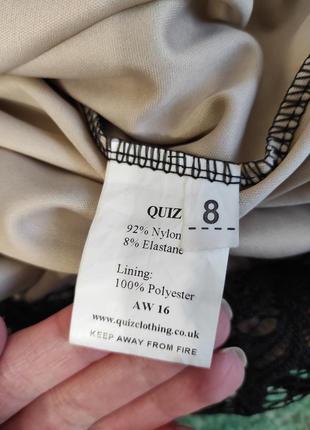 QUIZ
8
92% Nylon
8% Elastane
Lining:
100% Polyester
AW 16
www.quizclothing.co.uk
KEEP AWAY FROM FIRE